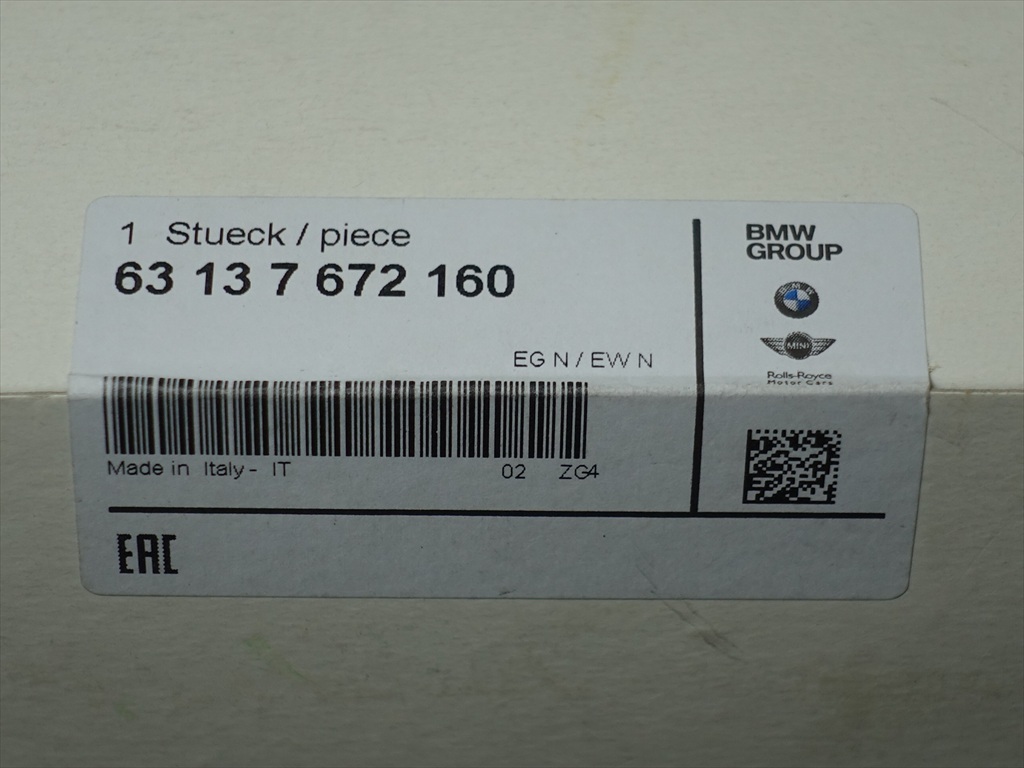 1 Stueck / piece
63 13 7 672 160
EG N / EW N
Made in Italy - IT 02 ZG4
EAC
BMW
GROUP
BMW
MINI
Rolls-Royce
Motor Cars